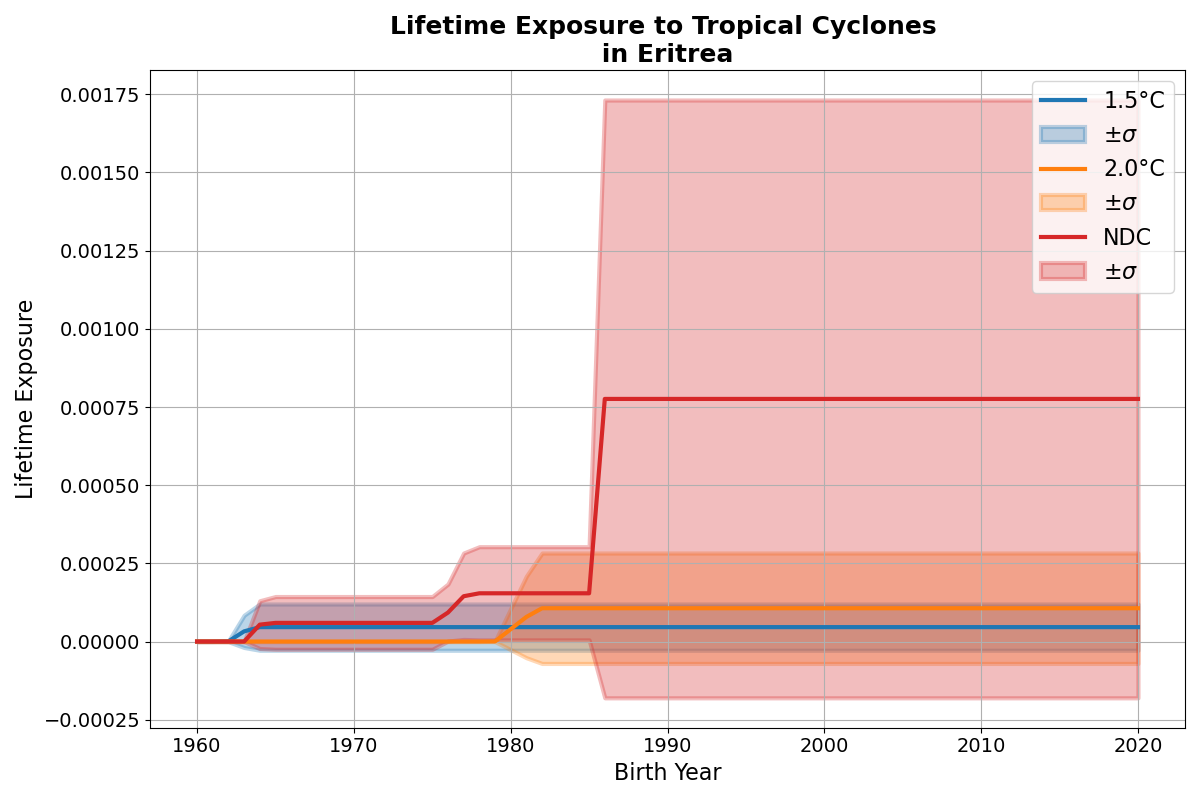 Lifetime Exposure to Tropical Cyclones
in Eritrea
0.00175
0.00150
0.00125
0.00100
0.00075
0.00050
0.00025
0.00000
−0.00025
Lifetime Exposure
1.5°C
±σ
2.0°C
±σ
NDC
±σ
1960 1970 1980 1990 2000 2010 2020
Birth Year